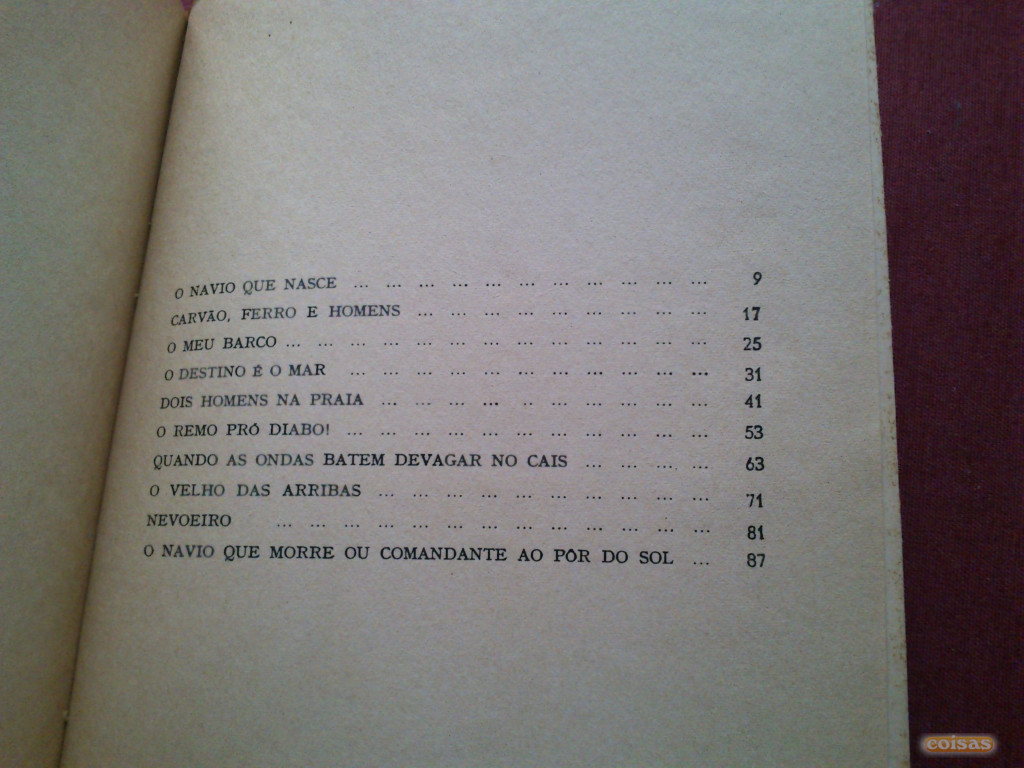 O NAVIO QUE NASCE ... ... ... ... ... ... ... ... ... ... ... 9
CARVÃO, FERRO E HOMENS ... ... ... ... ... ... ... ... ... 17
O MEU BARCO ... ... ... ... ... ... ... ... ... ... ... ... ... 25
O DESTINO É O MAR ... ... ... ... ... ... ... ... ... ... ... 31
DOIS HOMENS NA PRAIA ... ... ... ... .. ... ... ... ... ... 41
O REMO PRÓ DIABO! ... ... ... ... ... ... ... ... ... ... ... 53
QUANDO AS ONDAS BATEM DEVAGAR NO CAIS ... ... ... ... 63
O VELHO DAS ARRIBAS ... ... ... ... ... ... ... ... ... ... 71
NEVOEIRO ... ... ... ... ... ... ... ... ... ... ... ... ... 81
O NAVIO QUE MORRE OU COMANDANTE AO PÔR DO SOL ... 87
coisas